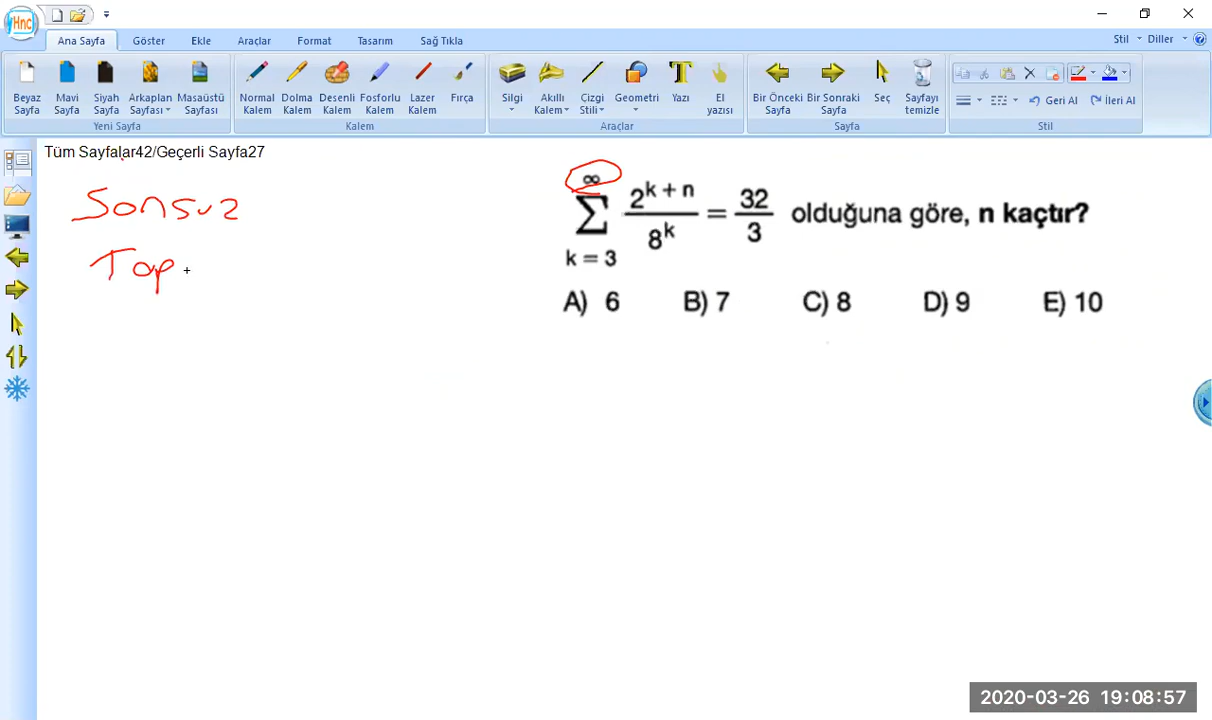 Hnc
Ana Sayfa Göster Ekle Araçlar Format Tasarım Sağ Tıkla Stil Diller
Beyaz Sayfa Mavi Sayfa Siyah Sayfa Arkaplan Sayfası Masaüstü Sayfası
Yeni Sayfa
Normal Kalem Dolma Kalem Desenli Kalem Fosforlu Kalem Lazer Kalem Fırça
Kalem
Silgi Akıllı Kalem Çizgi Stili Geometri Yazı El yazısı
Araçlar
Bir Önceki Sayfa Bir Sonraki Sayfa Seç Sayfayı temizle
Sayfa
Geri Al İleri Al
Stil
Tüm Sayfalar42/Geçerli Sayfa27
Sonsuz
Top
∞
∑ 2^(k + n) / 8^k = 32/3 olduğuna göre, n kaçtır?
k = 3
A) 6 B) 7 C) 8 D) 9 E) 10
2020-03-26 19:08:57